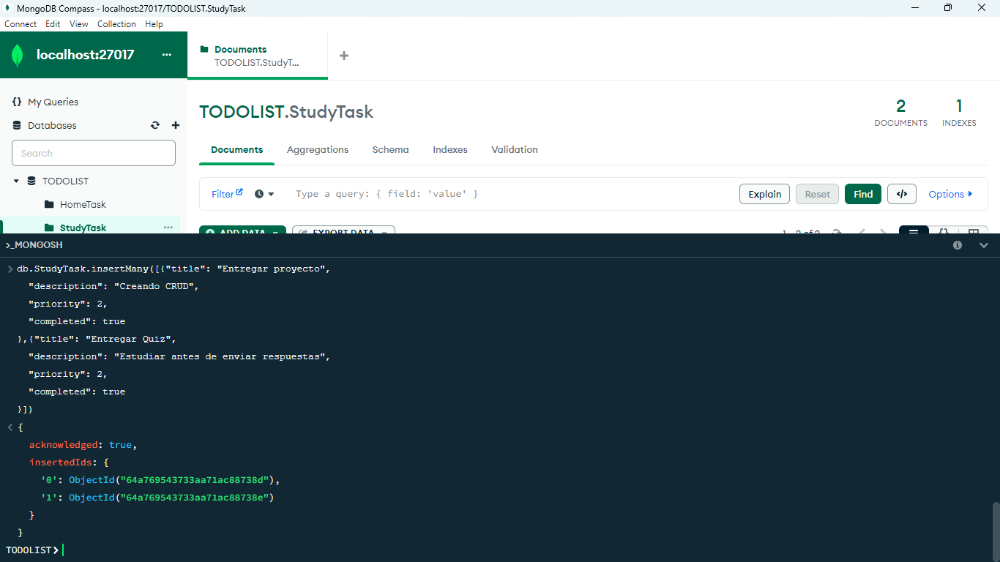 MongoDB Compass - localhost:27017/TODOLIST.StudyTask
Connect Edit View Collection Help
localhost:27017
Documents
TODOLIST.StudyT...
My Queries
Databases
Search
TODOLIST
HomeTask
StudyTask
TODOLIST.StudyTask
2
DOCUMENTS
1
INDEXES
Documents Aggregations Schema Indexes Validation
Filter Type a query: { field: 'value' } Explain Reset Find </> Options
ADD DATA EXPORT DATA 1 - 2 of 2
>_MONGOSH
db.StudyTask.insertMany([{"title": "Entregar proyecto",
"description": "Creando CRUD",
"priority": 2,
"completed": true
},{"title": "Entregar Quiz",
"description": "Estudiar antes de enviar respuestas",
"priority": 2,
"completed": true
}])
{
acknowledged: true,
insertedIds: {
'0': ObjectId("64a769543733aa71ac88738d"),
'1': ObjectId("64a769543733aa71ac88738e")
}
}
TODOLIST>